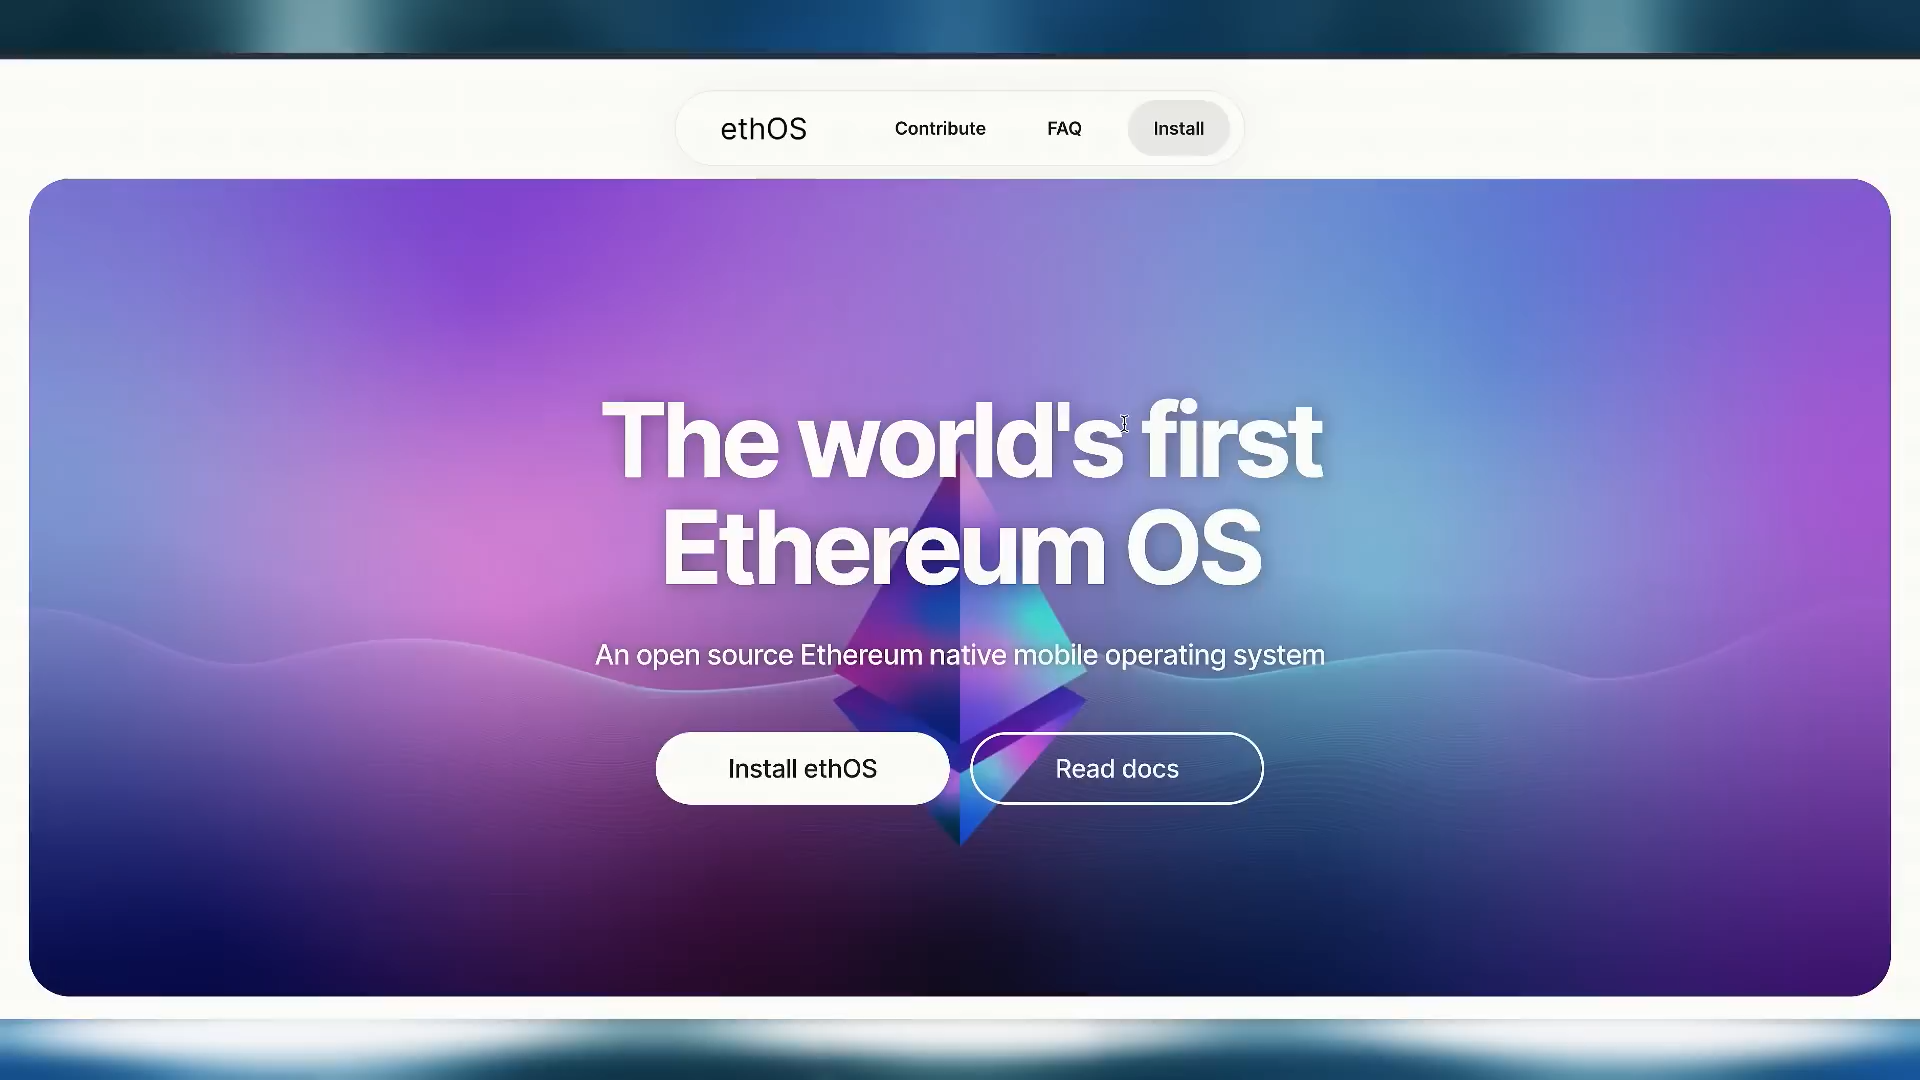 ethOS
Contribute
FAQ
Install
The world's first
Ethereum OS
An open source Ethereum native mobile operating system
Install ethOS
Read docs